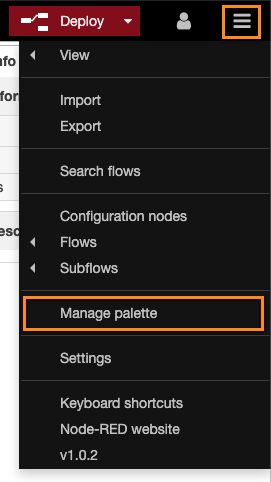 Deploy
nfo
View
for
Import
Export
Search flows
s
Configuration nodes
esc
Flows
Subflows
Manage palette
Settings
Keyboard shortcuts
Node-RED website
v1.0.2